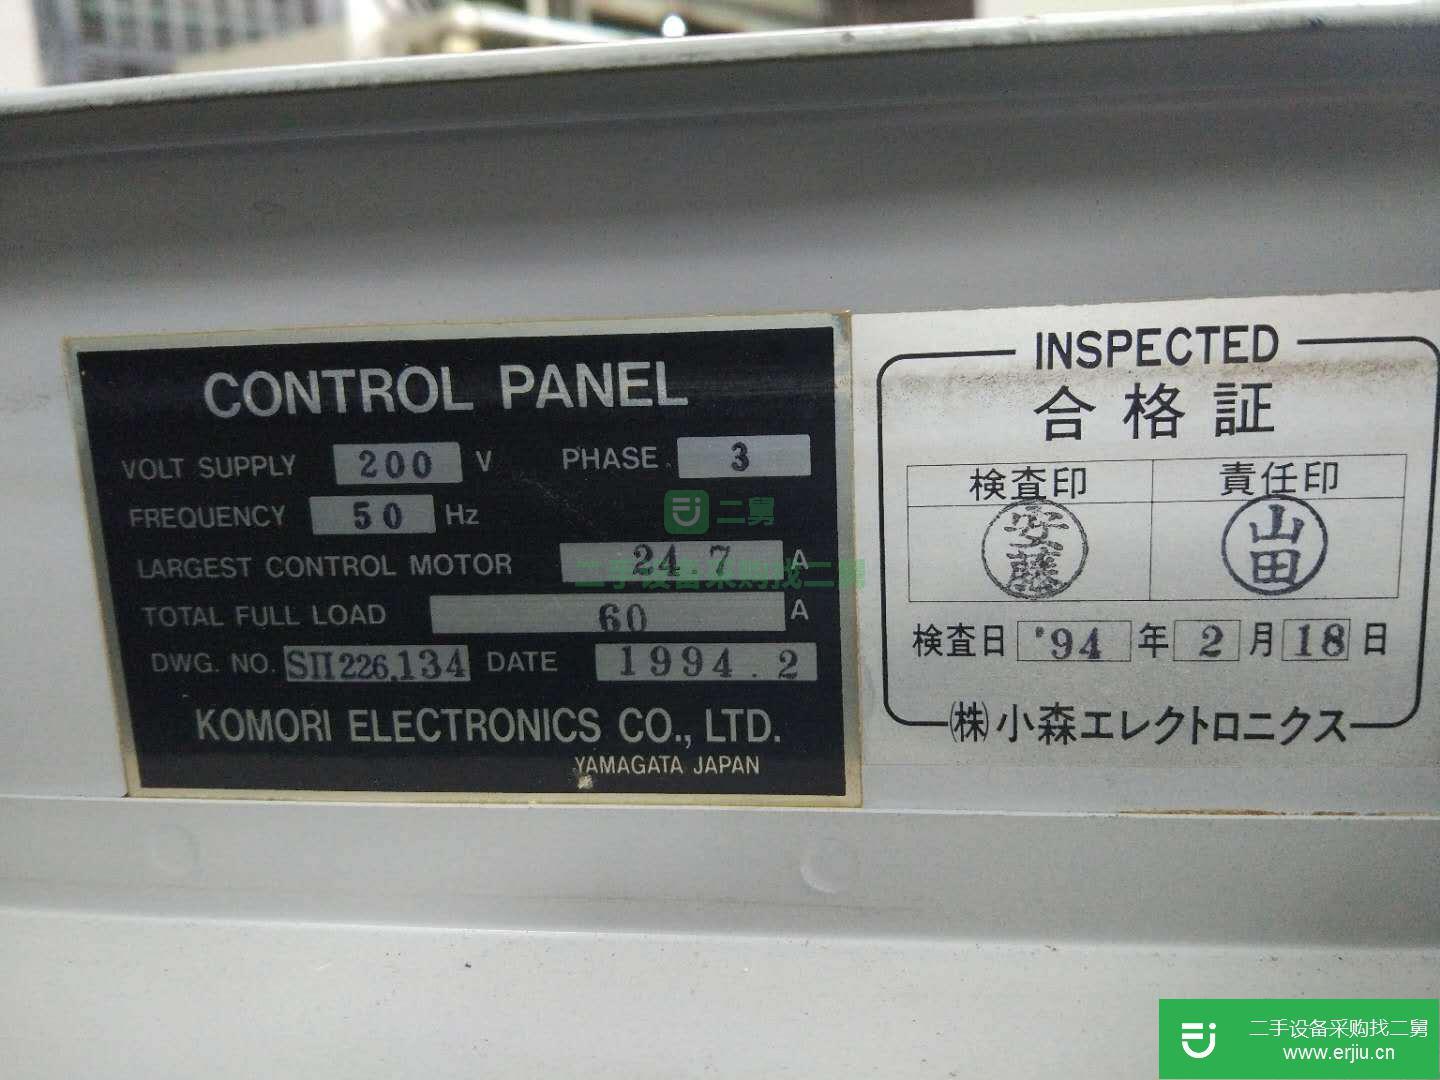 CONTROL PANEL
VOLT SUPPLY 200 V PHASE 3
FREQUENCY 50 Hz
LARGEST CONTROL MOTOR 24.7 A
TOTAL FULL LOAD 60 A
DWG. NO. SΠ226,134 DATE 1994.2
KOMORI ELECTRONICS CO., LTD.
YAMAGATA JAPAN
INSPECTED
合格証
検査印 責任印
安藤 山田
検査日 '94 年 2 月 18 日
㈱小森エレクトロニクス
二舅
二手设备采购找二舅
二手设备采购找二舅
www.erjiu.cn